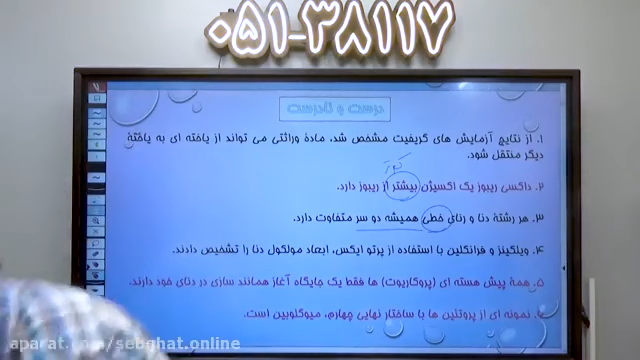 ۰۵۱-۳۸۱۱۷
درست و نادرست
۱. از نتایج آزمایش های گریفیت مشخص شد، مادهٔ وراثتی می تواند از یاخته ای به یاختهٔ
دیگر منتقل شود.
کمتر
۲. داکسی ریبوز یک اکسیژن بیشتر از ریبوز دارد.
۳. هر رشتهٔ دنا و رنای خطی همیشه دو سر متفاوت دارد.
۴. ویلکینز و فرانکلین با استفاده از پرتو ایکس، ابعاد مولکول دنا را تشخیص دادند.
۵. همهٔ پیش هسته ای (پروکاریوت) ها فقط یک جایگاه آغاز همانند سازی در دنای خود دارند.
۶. نمونه ای از پروتئین ها با ساختار نهایی چهارم، میوگلوبین است.
aparat.com/sebghat.online